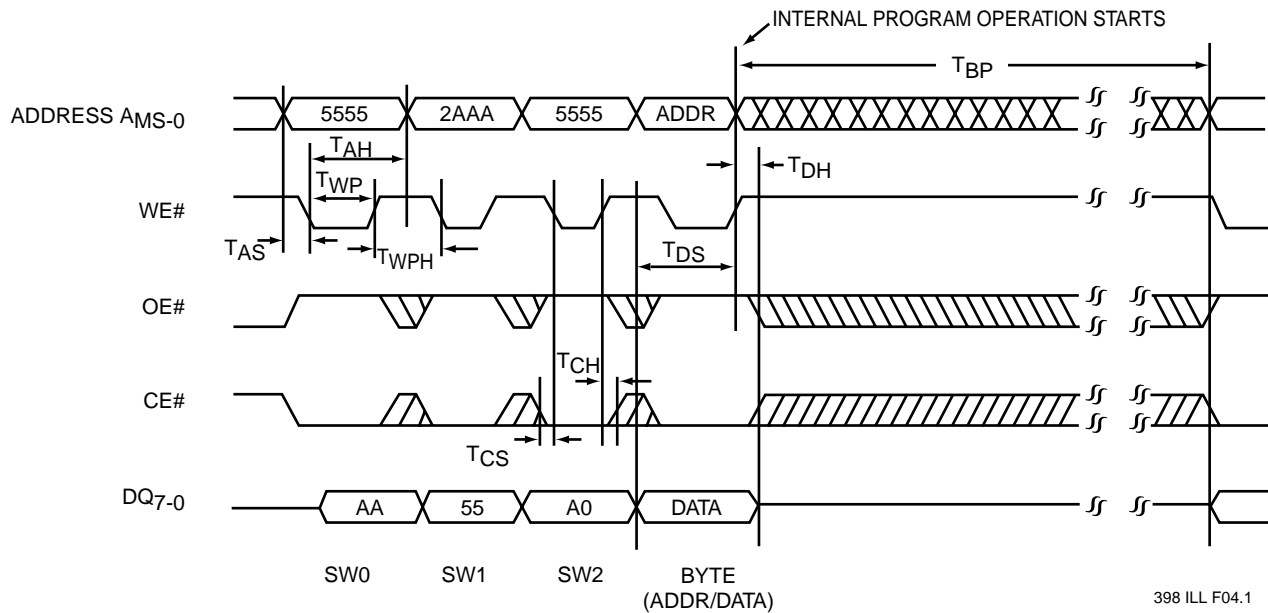 INTERNAL PROGRAM OPERATION STARTS
TBP
ADDRESS AMS-0
5555
2AAA
5555
ADDR
TAH
TDH
TWP
WE#
TAS
TWPH
TDS
OE#
TCH
CE#
TCS
DQ7-0
AA
55
A0
DATA
SW0
SW1
SW2
BYTE
(ADDR/DATA)
398 ILL F04.1